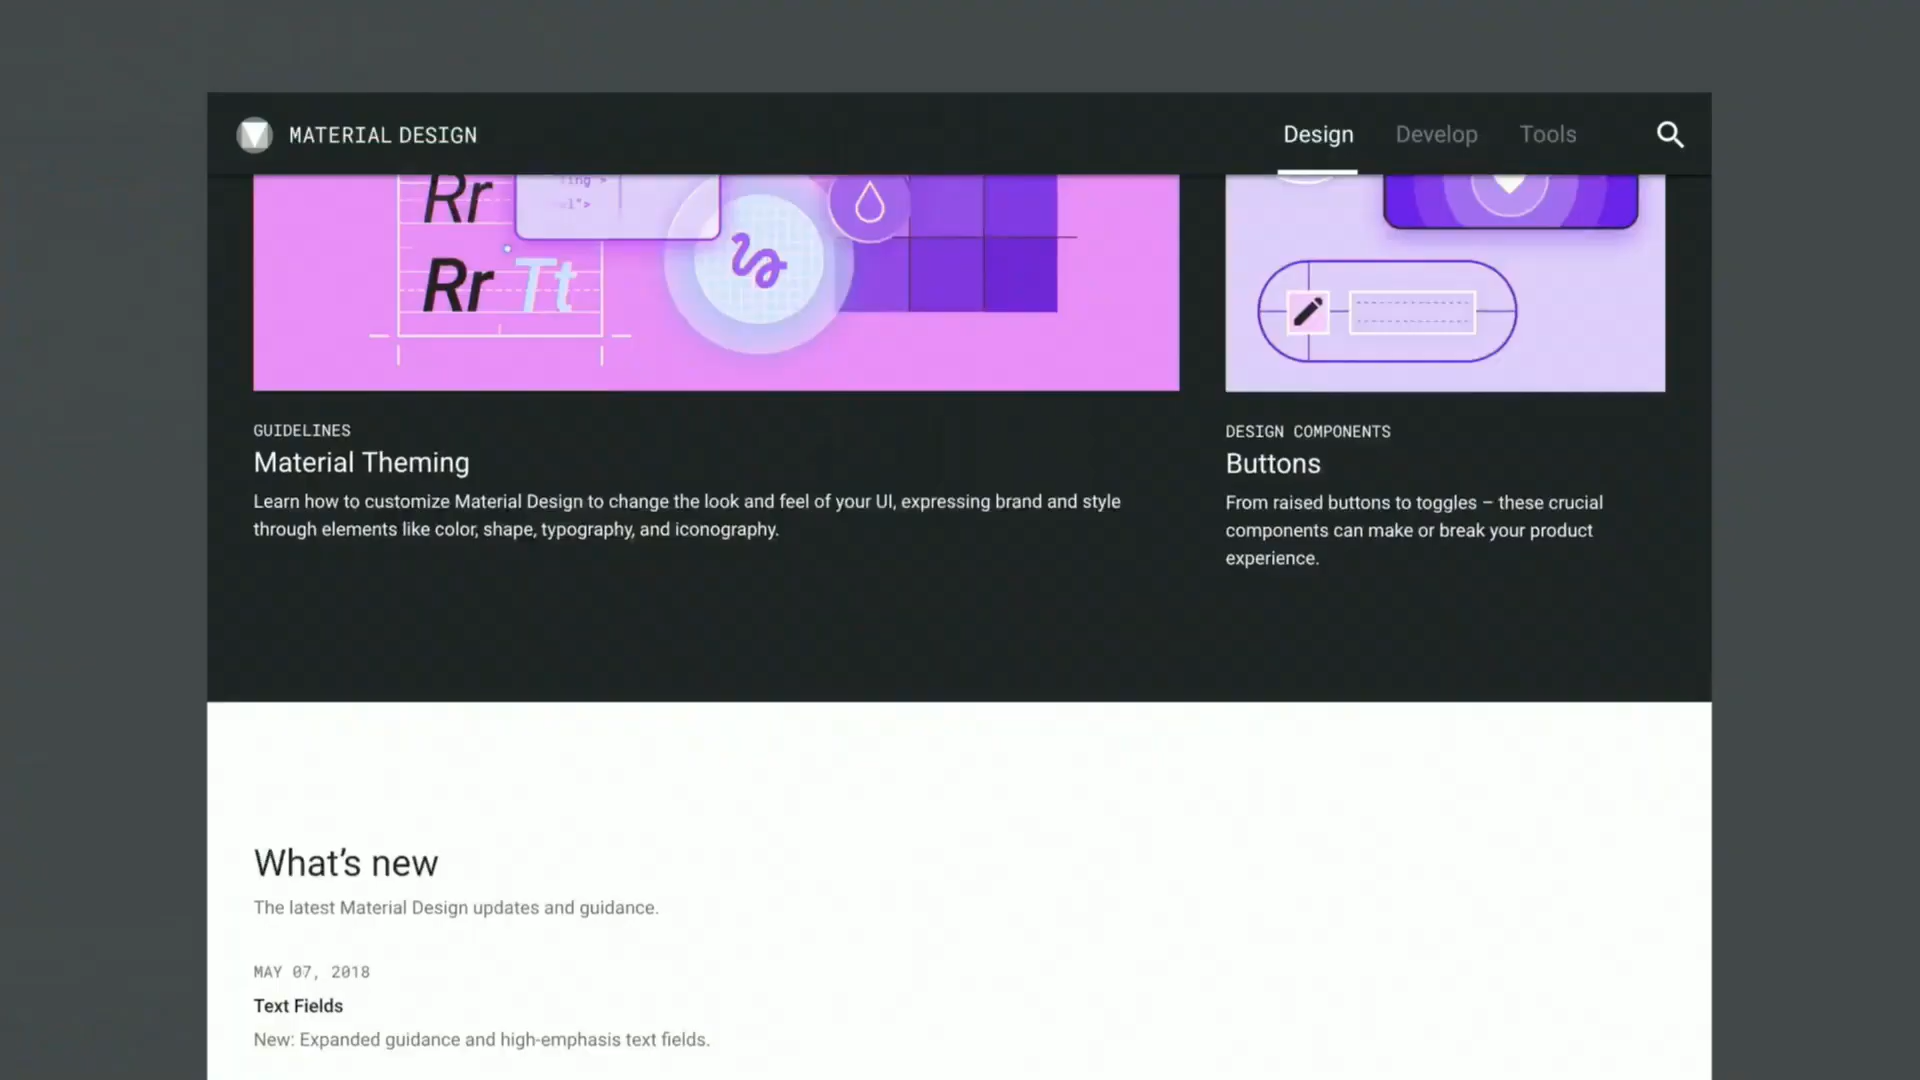 MATERIAL DESIGN
Design
Develop
Tools
Rr
ing >
l">
Rr Tt
GUIDELINES
Material Theming
Learn how to customize Material Design to change the look and feel of your UI, expressing brand and style
through elements like color, shape, typography, and iconography.
DESIGN COMPONENTS
Buttons
From raised buttons to toggles – these crucial
components can make or break your product
experience.
What’s new
The latest Material Design updates and guidance.
MAY 07, 2018
Text Fields
New: Expanded guidance and high-emphasis text fields.